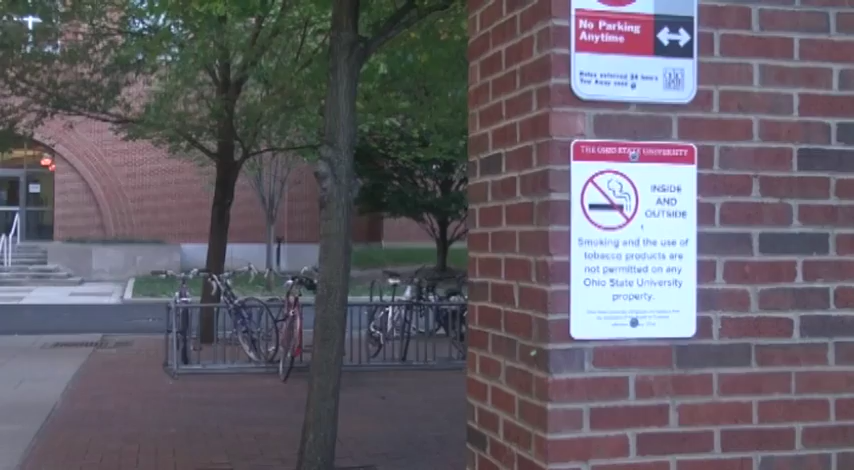 No Parking
Anytime
THE OHIO STATE UNIVERSITY
INSIDE
AND
OUTSIDE
Smoking and the use of
tobacco products are
not permitted on any
Ohio State University
property.